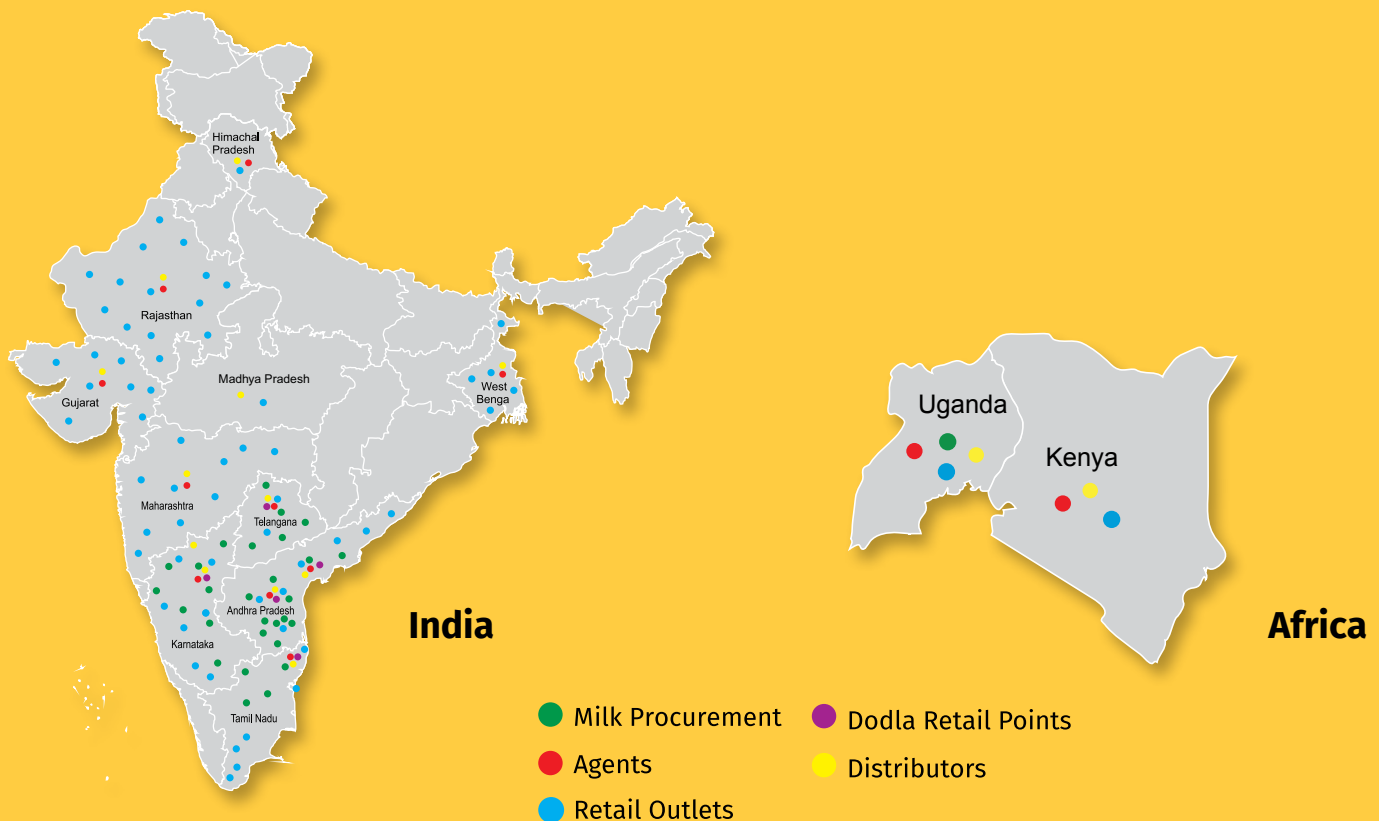 Himachal
Pradesh
Rajasthan
Gujarat
Madhya Pradesh
West
Benga
Maharashtra
Telangana
Andhra Pradesh
Karnataka
Tamil Nadu
India
Uganda
Kenya
Africa
Milk Procurement
Agents
Retail Outlets
Dodla Retail Points
Distributors